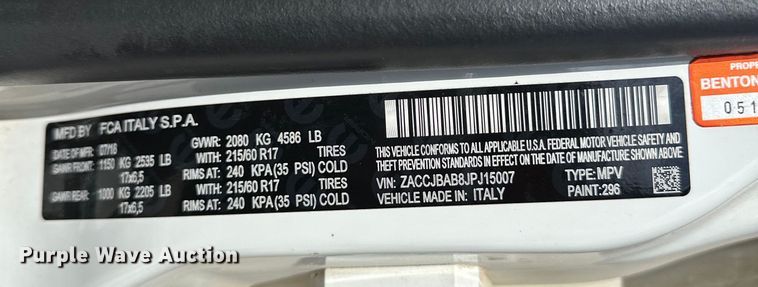 MFD BY FCA ITALY S.P.A.
DATE OF MFR 07/18 GVWR: 2080 KG 4586 LB
GAWR FRONT: 1150 KG 2535 LB WITH: 215/60 R17 TIRES
17x6,5 RIMS AT: 240 KPA (35 PSI) COLD
GAWR REAR: 1000 KG 2205 LB WITH: 215/60 R17 TIRES
17x6,5 RIMS AT: 240 KPA (35 PSI) COLD
THIS VEHICLE CONFORMS TO ALL APPLICABLE U.S.A. FEDERAL MOTOR VEHICLE SAFETY
AND THEFT PREVENTION STANDARDS IN EFFECT ON THE DATE OF MANUFACTURE SHOWN ABOVE.
VIN: ZACCJBAB8JPJ15007 TYPE: MPV
VEHICLE MADE IN: ITALY PAINT: 296
PROPE
BENTON
051
Purple Wave Auction